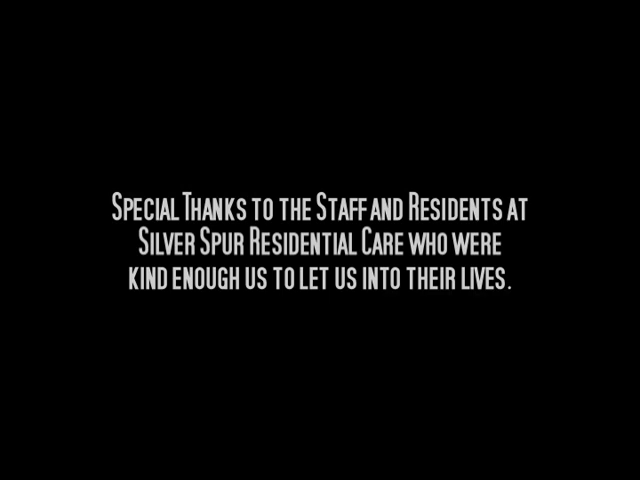 Special Thanks to the Staff and Residents at
Silver Spur Residential Care who were
kind enough us to let us into their lives.